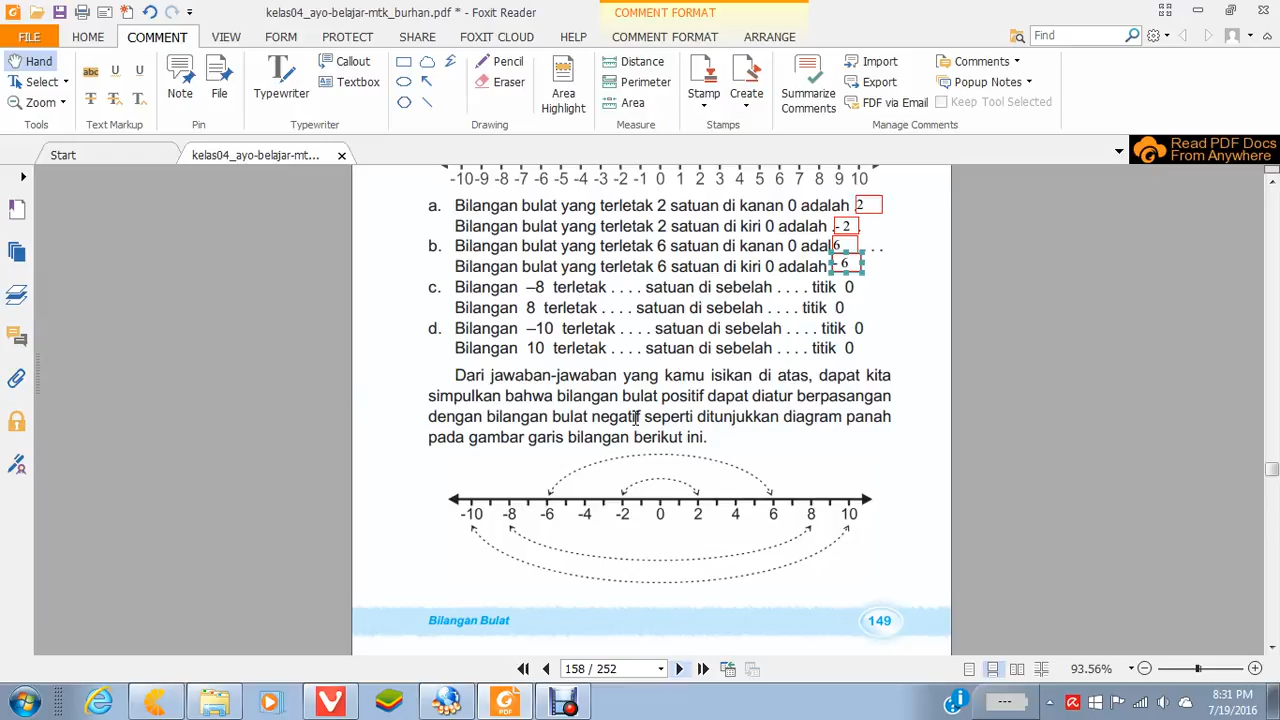 kelas04_ayo-belajar-mtk_burhan.pdf * - Foxit Reader
COMMENT FORMAT
FILE
HOME
COMMENT
VIEW
FORM
PROTECT
SHARE
FOXIT CLOUD
HELP
COMMENT FORMAT
ARRANGE
Find
Hand
Select
Zoom
Tools
Text Markup
Note
File
Pin
Typewriter
Callout
Textbox
Typewriter
Pencil
Eraser
Drawing
Area Highlight
Distance
Perimeter
Area
Measure
Stamp
Create
Stamps
Summarize Comments
Import
Export
FDF via Email
Comments
Popup Notes
Keep Tool Selected
Manage Comments
Start
kelas04_ayo-belajar-mt...
Read PDF Docs
From Anywhere
PDF
-10 -9 -8 -7 -6 -5 -4 -3 -2 -1 0 1 2 3 4 5 6 7 8 9 10
a. Bilangan bulat yang terletak 2 satuan di kanan 0 adalah 2
Bilangan bulat yang terletak 2 satuan di kiri 0 adalah - 2
b. Bilangan bulat yang terletak 6 satuan di kanan 0 adal 6 . . .
Bilangan bulat yang terletak 6 satuan di kiri 0 adalah - 6
c. Bilangan –8 terletak . . . . satuan di sebelah . . . . titik 0
Bilangan 8 terletak . . . . satuan di sebelah . . . . titik 0
d. Bilangan –10 terletak . . . . satuan di sebelah . . . . titik 0
Bilangan 10 terletak . . . . satuan di sebelah . . . . titik 0
Dari jawaban-jawaban yang kamu isikan di atas, dapat kita
simpulkan bahwa bilangan bulat positif dapat diatur berpasangan
dengan bilangan bulat negatif seperti ditunjukkan diagram panah
pada gambar garis bilangan berikut ini.
-10 -8 -6 -4 -2 0 2 4 6 8 10
Bilangan Bulat 149
158 / 252
93.56%
8:31 PM
7/19/2016